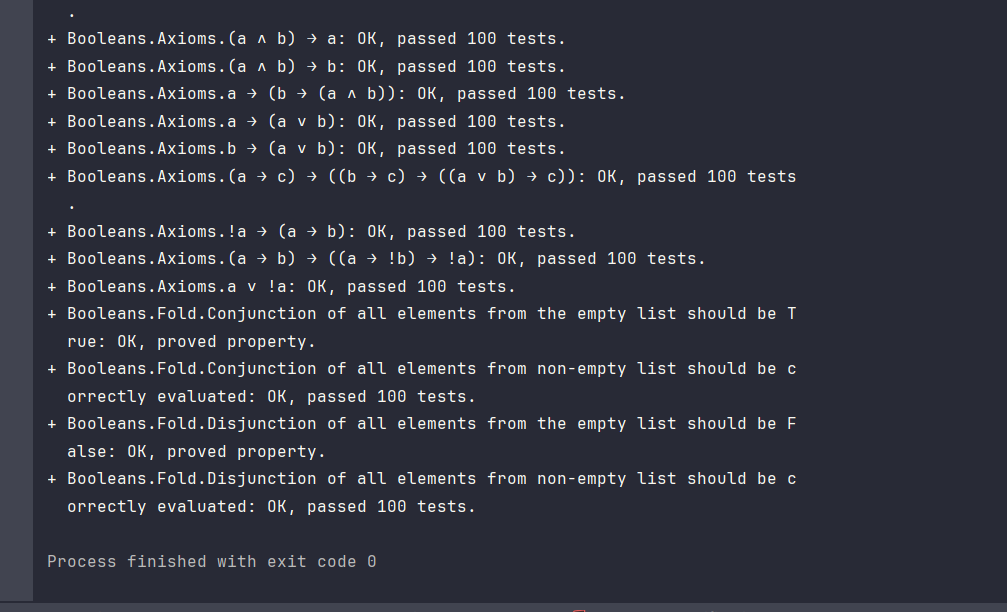 .
+ Booleans.Axioms.(a ∧ b) → a: OK, passed 100 tests.
+ Booleans.Axioms.(a ∧ b) → b: OK, passed 100 tests.
+ Booleans.Axioms.a → (b → (a ∧ b)): OK, passed 100 tests.
+ Booleans.Axioms.a → (a ∨ b): OK, passed 100 tests.
+ Booleans.Axioms.b → (a ∨ b): OK, passed 100 tests.
+ Booleans.Axioms.(a → c) → ((b → c) → ((a ∨ b) → c)): OK, passed 100 tests
.
+ Booleans.Axioms.!a → (a → b): OK, passed 100 tests.
+ Booleans.Axioms.(a → b) → ((a → !b) → !a): OK, passed 100 tests.
+ Booleans.Axioms.a ∨ !a: OK, passed 100 tests.
+ Booleans.Fold.Conjunction of all elements from the empty list should be T
rue: OK, proved property.
+ Booleans.Fold.Conjunction of all elements from non-empty list should be c
orrectly evaluated: OK, passed 100 tests.
+ Booleans.Fold.Disjunction of all elements from the empty list should be F
alse: OK, proved property.
+ Booleans.Fold.Disjunction of all elements from non-empty list should be c
orrectly evaluated: OK, passed 100 tests.
Process finished with exit code 0